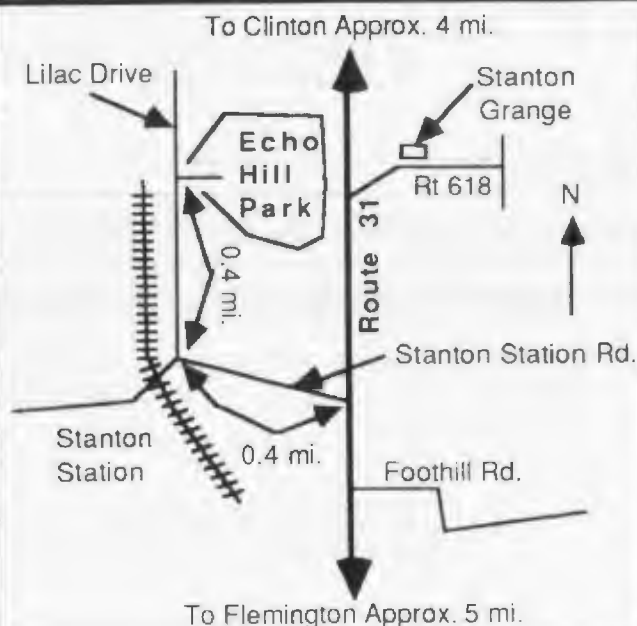 To Clinton Approx. 4 mi.
Lilac Drive
Stanton
Grange
Echo
Hill
Park
Rt 618
N
0.4 mi.
Route 31
Stanton Station Rd.
Stanton
Station
0.4 mi.
Foothill Rd.
To Flemington Approx. 5 mi.